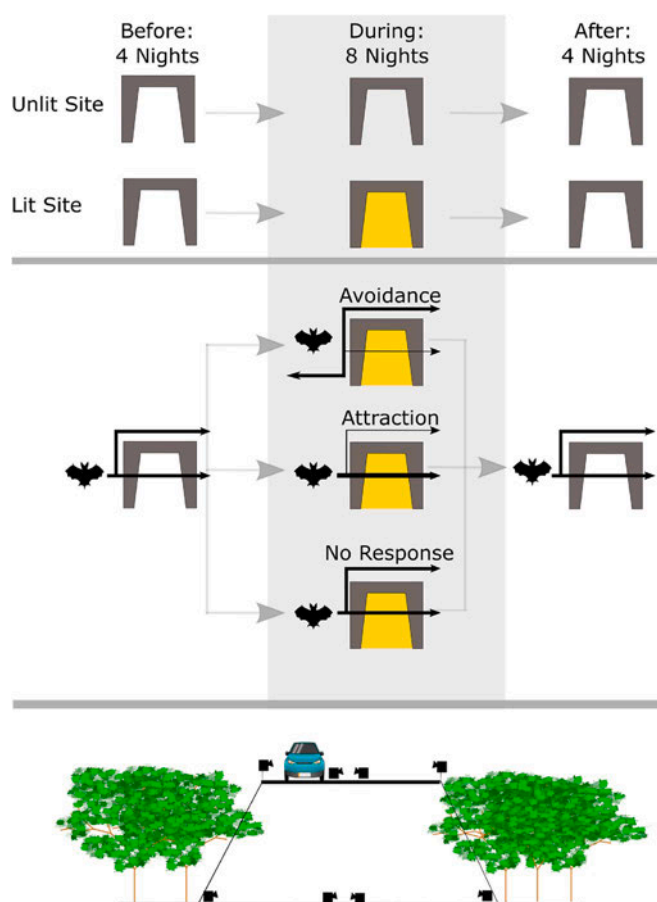 Before:
4 Nights
During:
8 Nights
After:
4 Nights
Unlit Site
Lit Site
Avoidance
Attraction
No Response